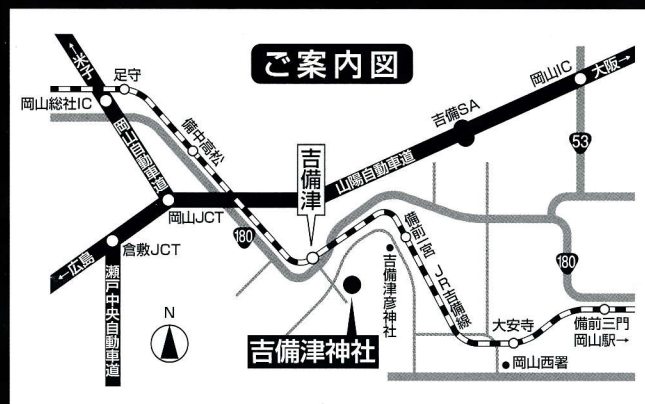 ご案内図
←米子
足守
岡山総社IC
岡山自動車道
備中高松
吉備津
吉備SA
岡山IC
大阪→
53
山陽自動車道
岡山JCT
180
倉敷JCT
←広島
瀬戸中央自動車道
N
備前一宮
吉備津彦神社
JR吉備線
180
吉備津神社
大安寺
備前三門
岡山駅→
岡山西署